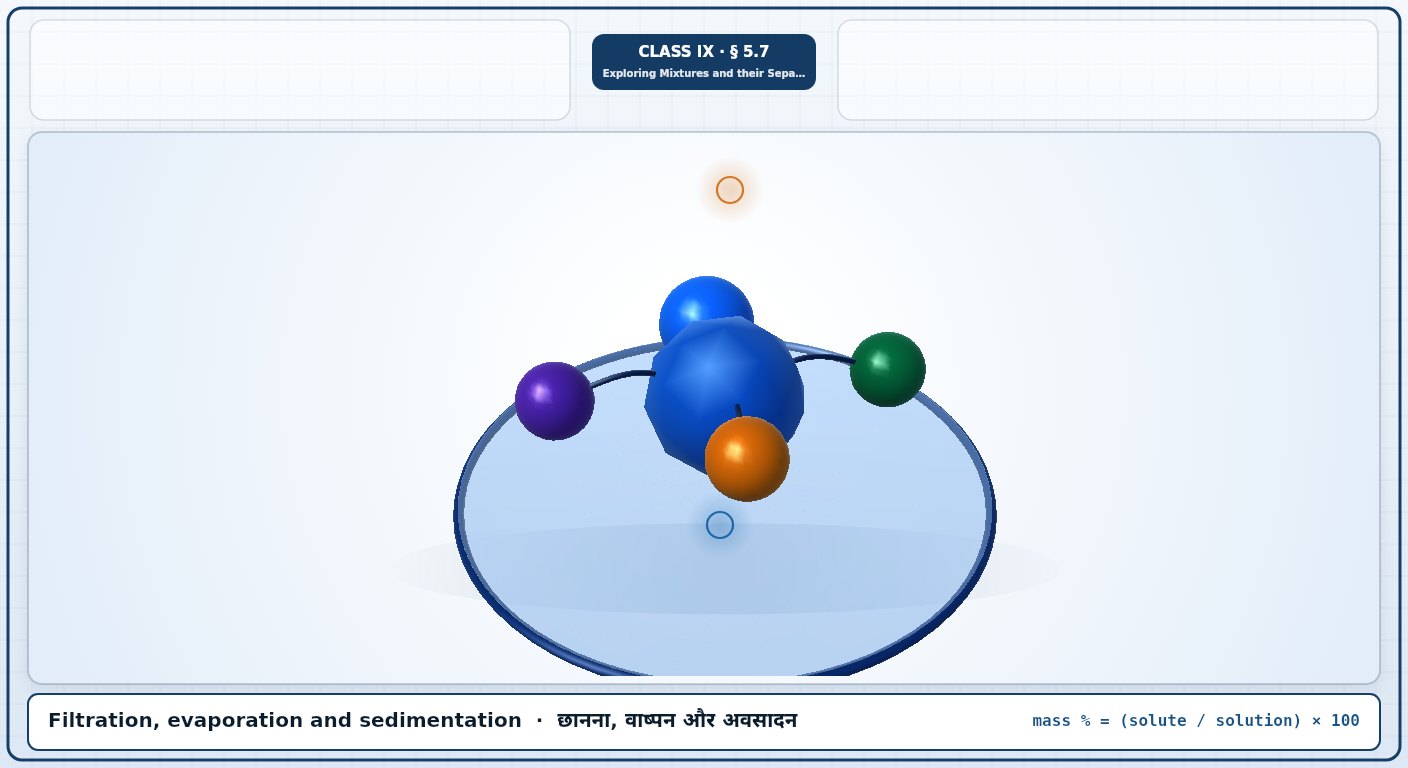 CLASS IX · § 5.7
Exploring Mixtures and their Sepa...
Filtration, evaporation and sedimentation · छानना, वाष्पन और अवसादन
mass % = (solute / solution) × 100